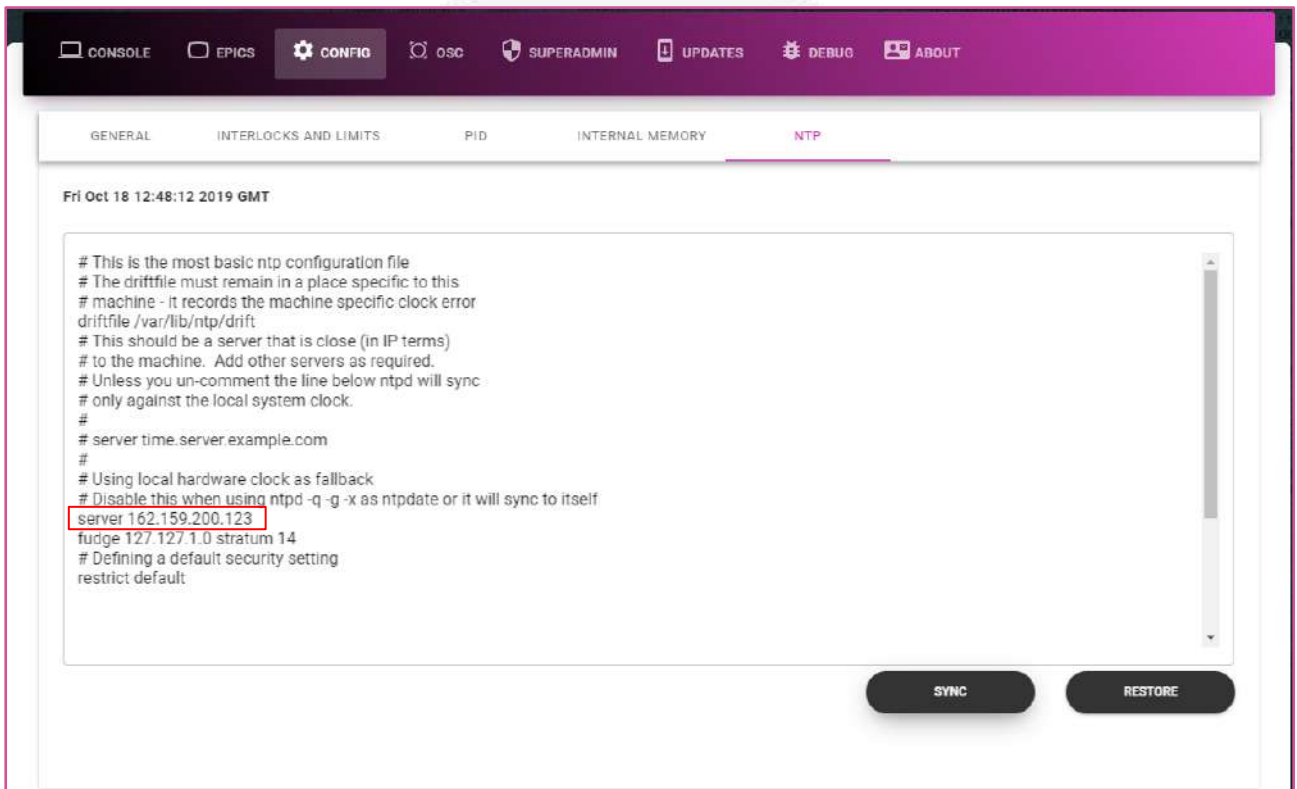 CONSOLE EPICS CONFIG OSC SUPERADMIN UPDATES DEBUG ABOUT
GENERAL INTERLOCKS AND LIMITS PID INTERNAL MEMORY NTP
Fri Oct 18 12:48:12 2019 GMT
# This is the most basic ntp configuration file
# The driftfile must remain in a place specific to this
# machine - it records the machine specific clock error
driftfile /var/lib/ntp/drift
# This should be a server that is close (in IP terms)
# to the machine.  Add other servers as required.
# Unless you un-comment the line below ntpd will sync
# only against the local system clock.
#
# server time.server.example.com
#
# Using local hardware clock as fallback
# Disable this when using ntpd -q -g -x as ntpdate or it will sync to itself
server 162.159.200.123
fudge 127.127.1.0 stratum 14
# Defining a default security setting
restrict default
SYNC RESTORE